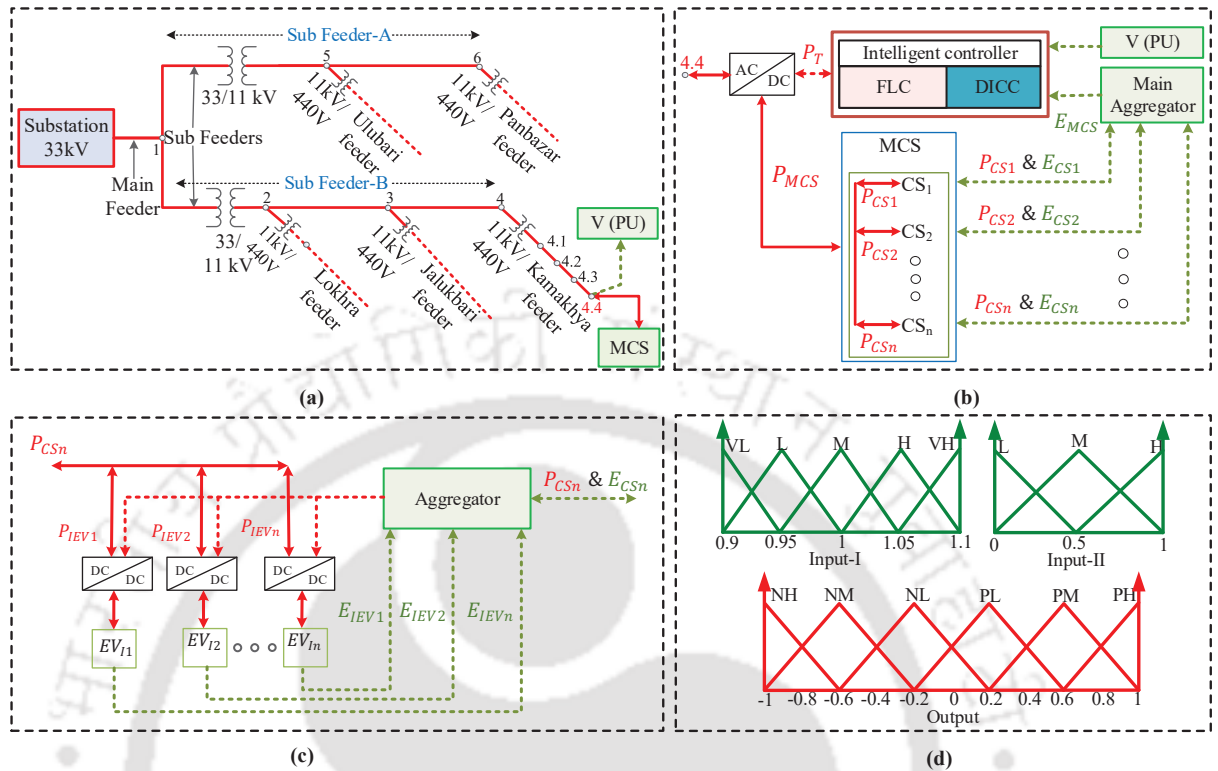 Sub Feeder-A
5
6
33/11 kV
11kV/
440V
Ulubari
feeder
11kV/
440V
Panbazar
feeder
Substation
33kV
1
Sub Feeders
Main
Feeder
Sub Feeder-B
2
3
4
33/
11 kV
11kV/
440V
Lokhra
feeder
11kV/
440V
Jalukbari
feeder
11kV/
440V
Kamakhya
feeder
4.1
4.2
4.3
4.4
V (PU)
MCS
(a)
4.4
AC
DC
P_T
Intelligent controller
FLC
DICC
V (PU)
Main
Aggregator
E_MCS
P_MCS
MCS
P_CS1
CS1
P_CS2
CS2
P_CSn
CSn
P_CS1 & E_CS1
P_CS2 & E_CS2
P_CSn & E_CSn
(b)
P_CSn
P_IEV1
P_IEV2
P_IEVn
DC
DC
DC
DC
DC
DC
EV_I1
EV_I2
EV_In
Aggregator
P_CSn & E_CSn
E_IEV1
E_IEV2
E_IEVn
(c)
VL L M H VH
0.9 0.95 1 1.05 1.1
Input-I
L M H
0 0.5 1
Input-II
NH NM NL PL PM PH
-1 -0.8 -0.6 -0.4 -0.2 0 0.2 0.4 0.6 0.8 1
Output
(d)